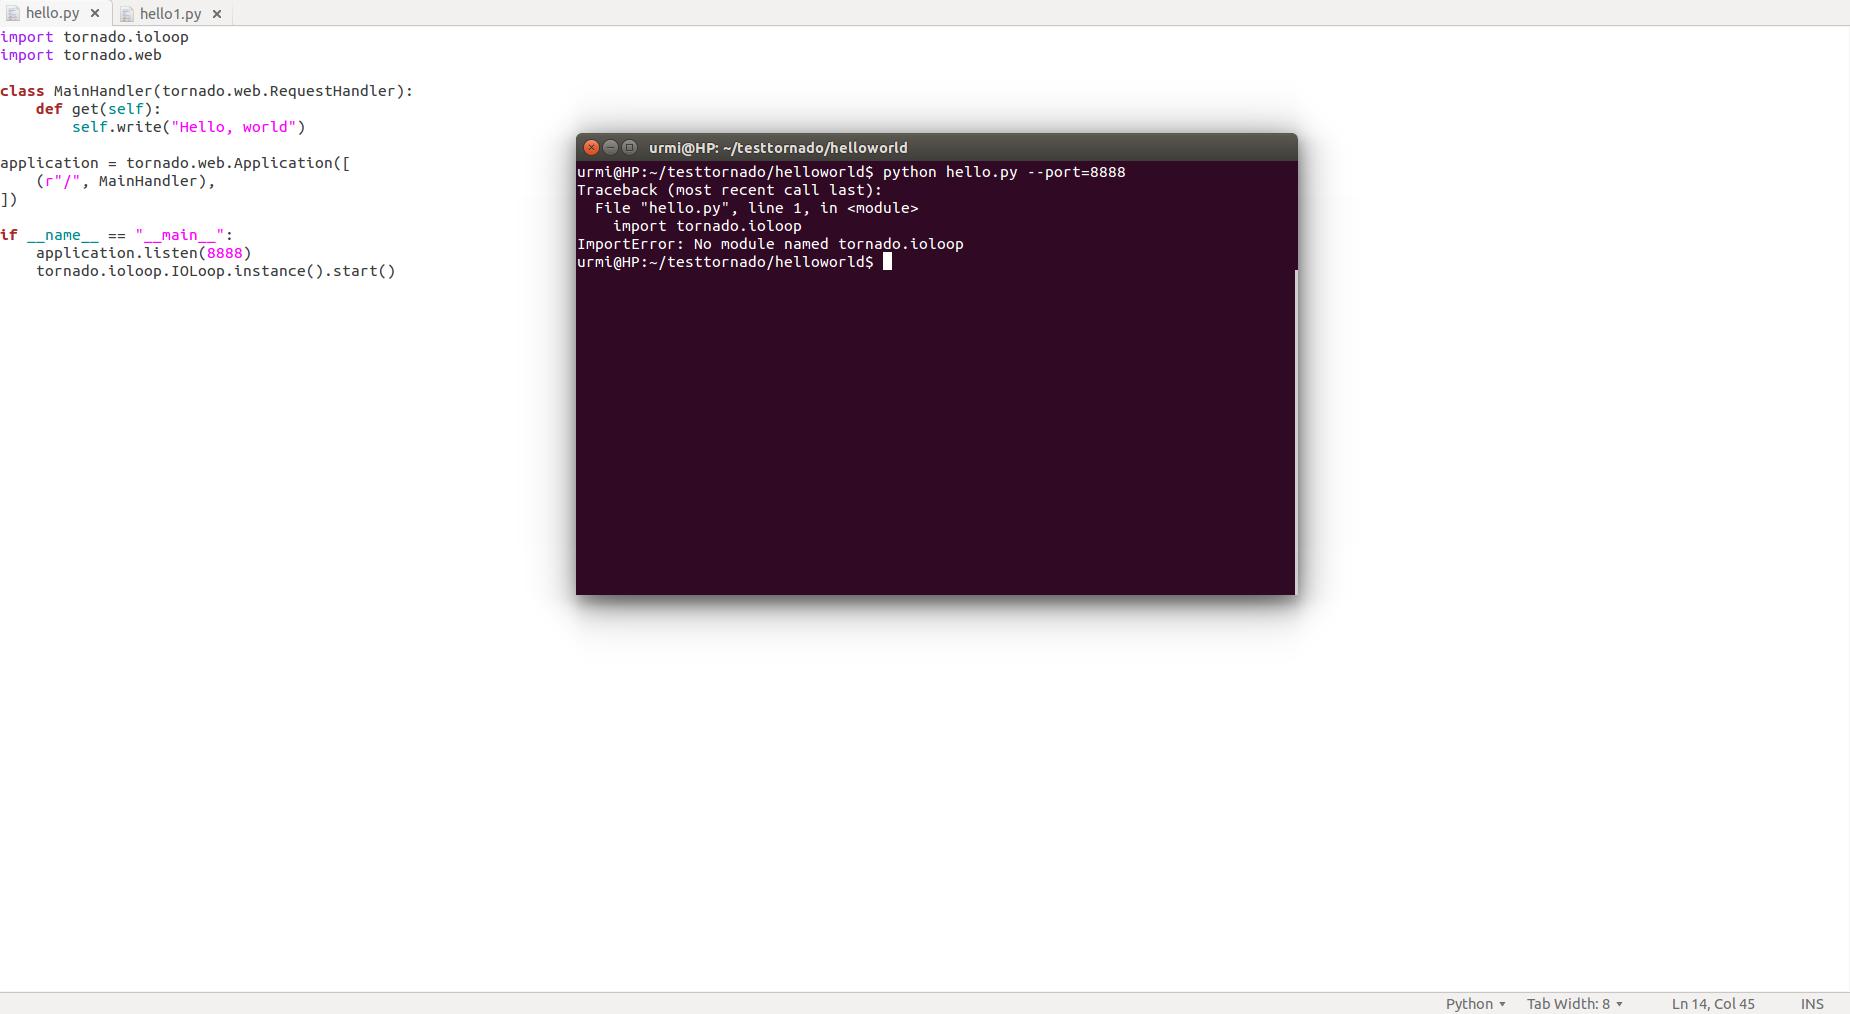 hello.py × hello1.py ×
import tornado.ioloop
import tornado.web
class MainHandler(tornado.web.RequestHandler):
    def get(self):
        self.write("Hello, world")
application = tornado.web.Application([
    (r"/", MainHandler),
])
if __name__ == "__main__":
    application.listen(8888)
    tornado.ioloop.IOLoop.instance().start()
urmi@HP: ~/testtornado/helloworld
urmi@HP:~/testtornado/helloworld$ python hello.py --port=8888
Traceback (most recent call last):
  File "hello.py", line 1, in <module>
    import tornado.ioloop
ImportError: No module named tornado.ioloop
urmi@HP:~/testtornado/helloworld$
Python Tab Width: 8 Ln 14, Col 45 INS